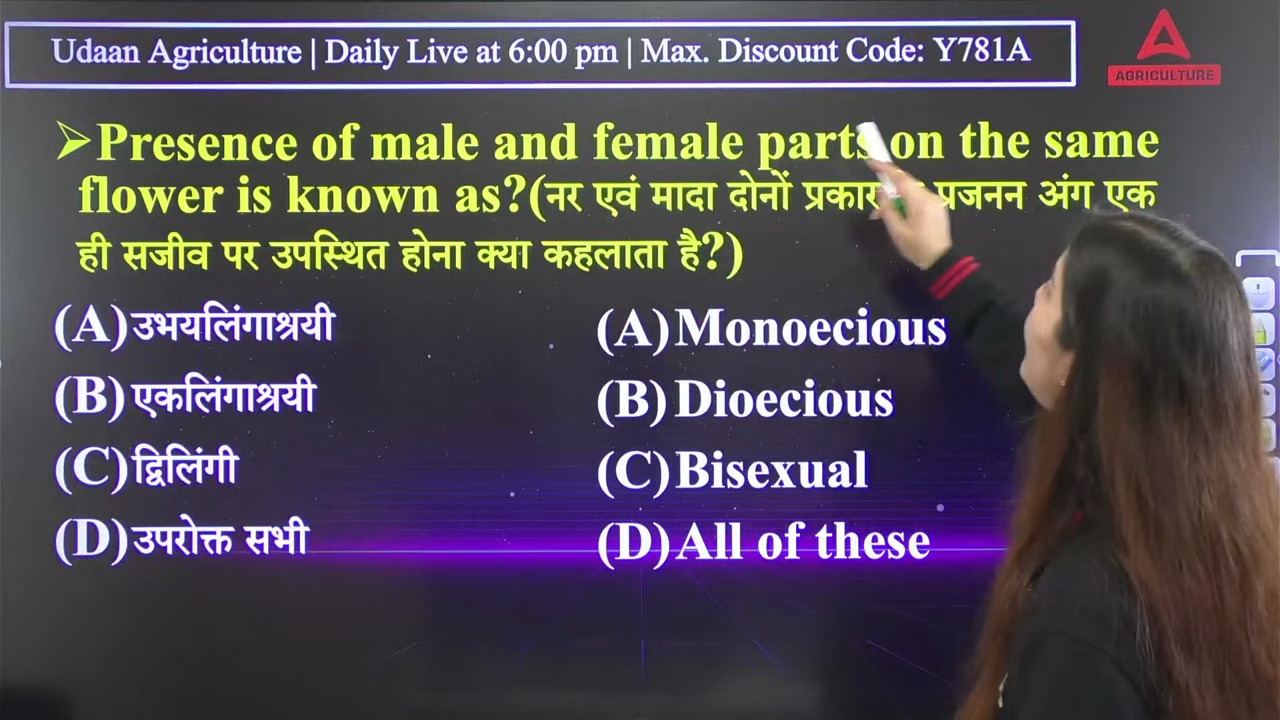 Udaan Agriculture | Daily Live at 6:00 pm | Max. Discount Code: Y781A
AGRICULTURE
➢Presence of male and female parts on the same
flower is known as?(नर एवं मादा दोनों प्रकार प्रजनन अंग एक
ही सजीव पर उपस्थित होना क्या कहलाता है?)
(A) उभयलिंगाश्रयी
(B) एकलिंगाश्रयी
(C) द्विलिंगी
(D) उपरोक्त सभी
(A) Monoecious
(B) Dioecious
(C) Bisexual
(D) All of these